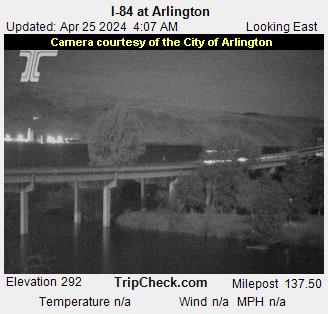 I-84 at Arlington
Updated: Apr 25 2024 4:07 AM Looking East
Camera courtesy of the City of Arlington
Elevation 292 TripCheck.com Milepost 137.50
Temperature n/a Wind n/a MPH n/a